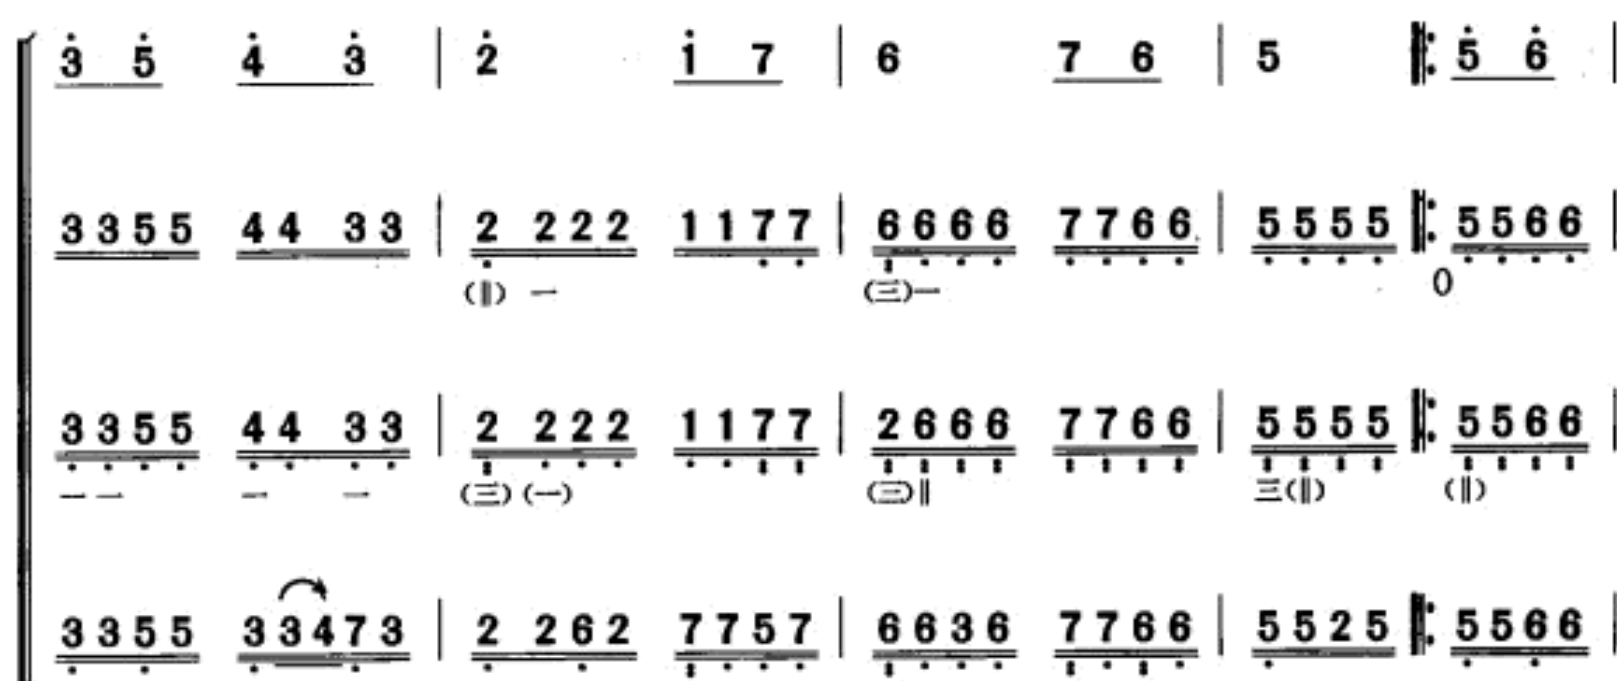 3 5 4 3 | 2 1 7 | 6 7 6 | 5 ‖: 5 6 |
3355 44 33 | 2 222 1177 | 6666 7766 | 5555 ‖: 5566 |
(‖) 一 (三)一 0
3355 44 33 | 2 222 1177 | 2666 7766 | 5555 ‖: 5566 |
一 一 一 一 (三) (一) (三)‖ 三(‖) (‖)
3355 33473 | 2 262 7757 | 6636 7766 | 5525 ‖: 5566 |